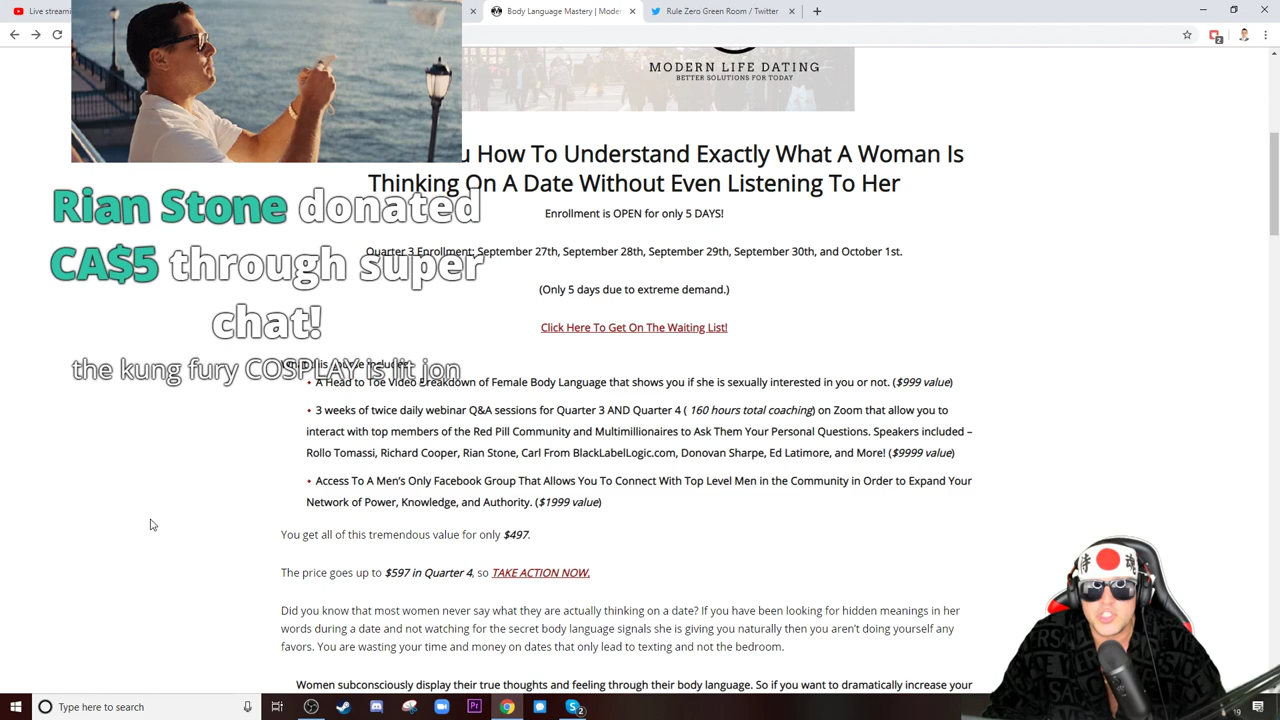 Live streami
Body Language Mastery | Moder
Rule Zero Green Room / Twitter
MODERN LIFE DATING
BETTER SOLUTIONS FOR TODAY
u How To Understand Exactly What A Woman Is
Thinking On A Date Without Even Listening To Her
Enrollment is OPEN for only 5 DAYS!
Rian Stone donated
CA$5 through super
chat!
the kung fury COSPLAY is lit jon
Quarter 3 Enrollment: September 27th, September 28th, September 29th, September 30th, and October 1st.
(Only 5 days due to extreme demand.)
Click Here To Get On The Waiting List!
• A Head to Toe Video Breakdown of Female Body Language that shows you if she is sexually interested in you or not. ($999 value)
• 3 weeks of twice daily webinar Q&A sessions for Quarter 3 AND Quarter 4 ( 160 hours total coaching) on Zoom that allow you to
interact with top members of the Red Pill Community and Multimillionaires to Ask Them Your Personal Questions. Speakers included –
Rollo Tomassi, Richard Cooper, Rian Stone, Carl From BlackLabelLogic.com, Donovan Sharpe, Ed Latimore, and More! ($9999 value)
• Access To A Men's Only Facebook Group That Allows You To Connect With Top Level Men in the Community in Order to Expand Your
Network of Power, Knowledge, and Authority. ($1999 value)
You get all of this tremendous value for only $497.
The price goes up to $597 in Quarter 4, so TAKE ACTION NOW.
Did you know that most women never say what they are actually thinking on a date? If you have been looking for hidden meanings in her
words during a date and not watching for the secret body language signals she is giving you naturally then you aren't doing yourself any
favors. You are wasting your time and money on dates that only lead to texting and not the bedroom.
Women subconsciously display their true thoughts and feeling through their body language. So if you want to dramatically increase your
Type here to search
2
2
19